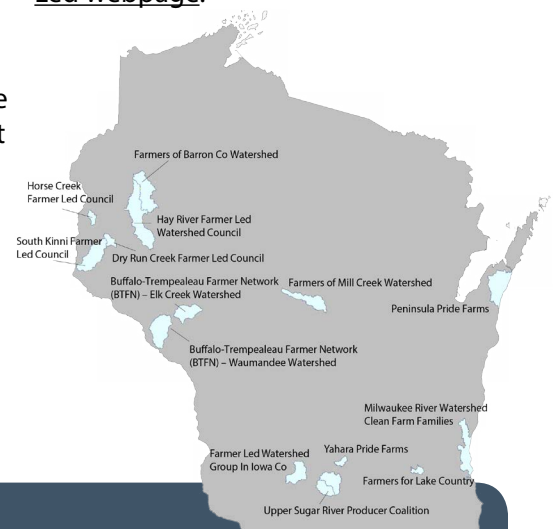 Led webpage.
e
t
Farmers of Barron Co Watershed
Horse Creek
Farmer Led Council
Hay River Farmer Led
Watershed Council
South Kinni Farmer
Led Council
Dry Run Creek Farmer Led Council
Buffalo-Trempealeau Farmer Network
(BTFN) – Elk Creek Watershed
Farmers of Mill Creek Watershed
Peninsula Pride Farms
Buffalo-Trempealeau Farmer Network
(BTFN) – Waumandee Watershed
Milwaukee River Watershed
Clean Farm Families
Farmer Led Watershed
Group In Iowa Co
Yahara Pride Farms
Farmers for Lake Country
Upper Sugar River Producer Coalition